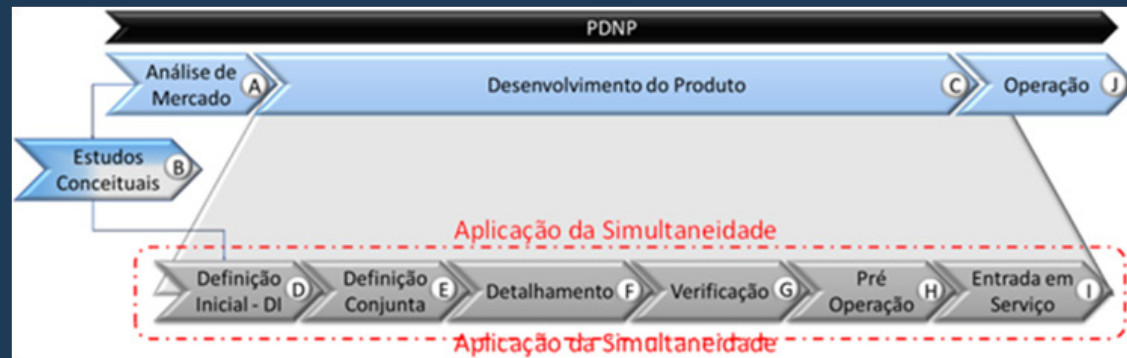 PDNP
Análise de
Mercado
A
Desenvolvimento do Produto
C
Operação
J
Estudos
Conceituais
B
Aplicação da Simultaneidade
Definição
Inicial - DI
D
Definição
Conjunta
E
Detalhamento
F
Verificação
G
Pré
Operação
H
Entrada em
Serviço
I
Aplicação da Simultaneidade